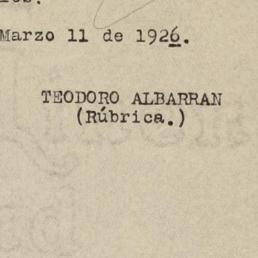 Marzo 11 de 1926.
TEODORO ALBARRAN
(Rúbrica.)